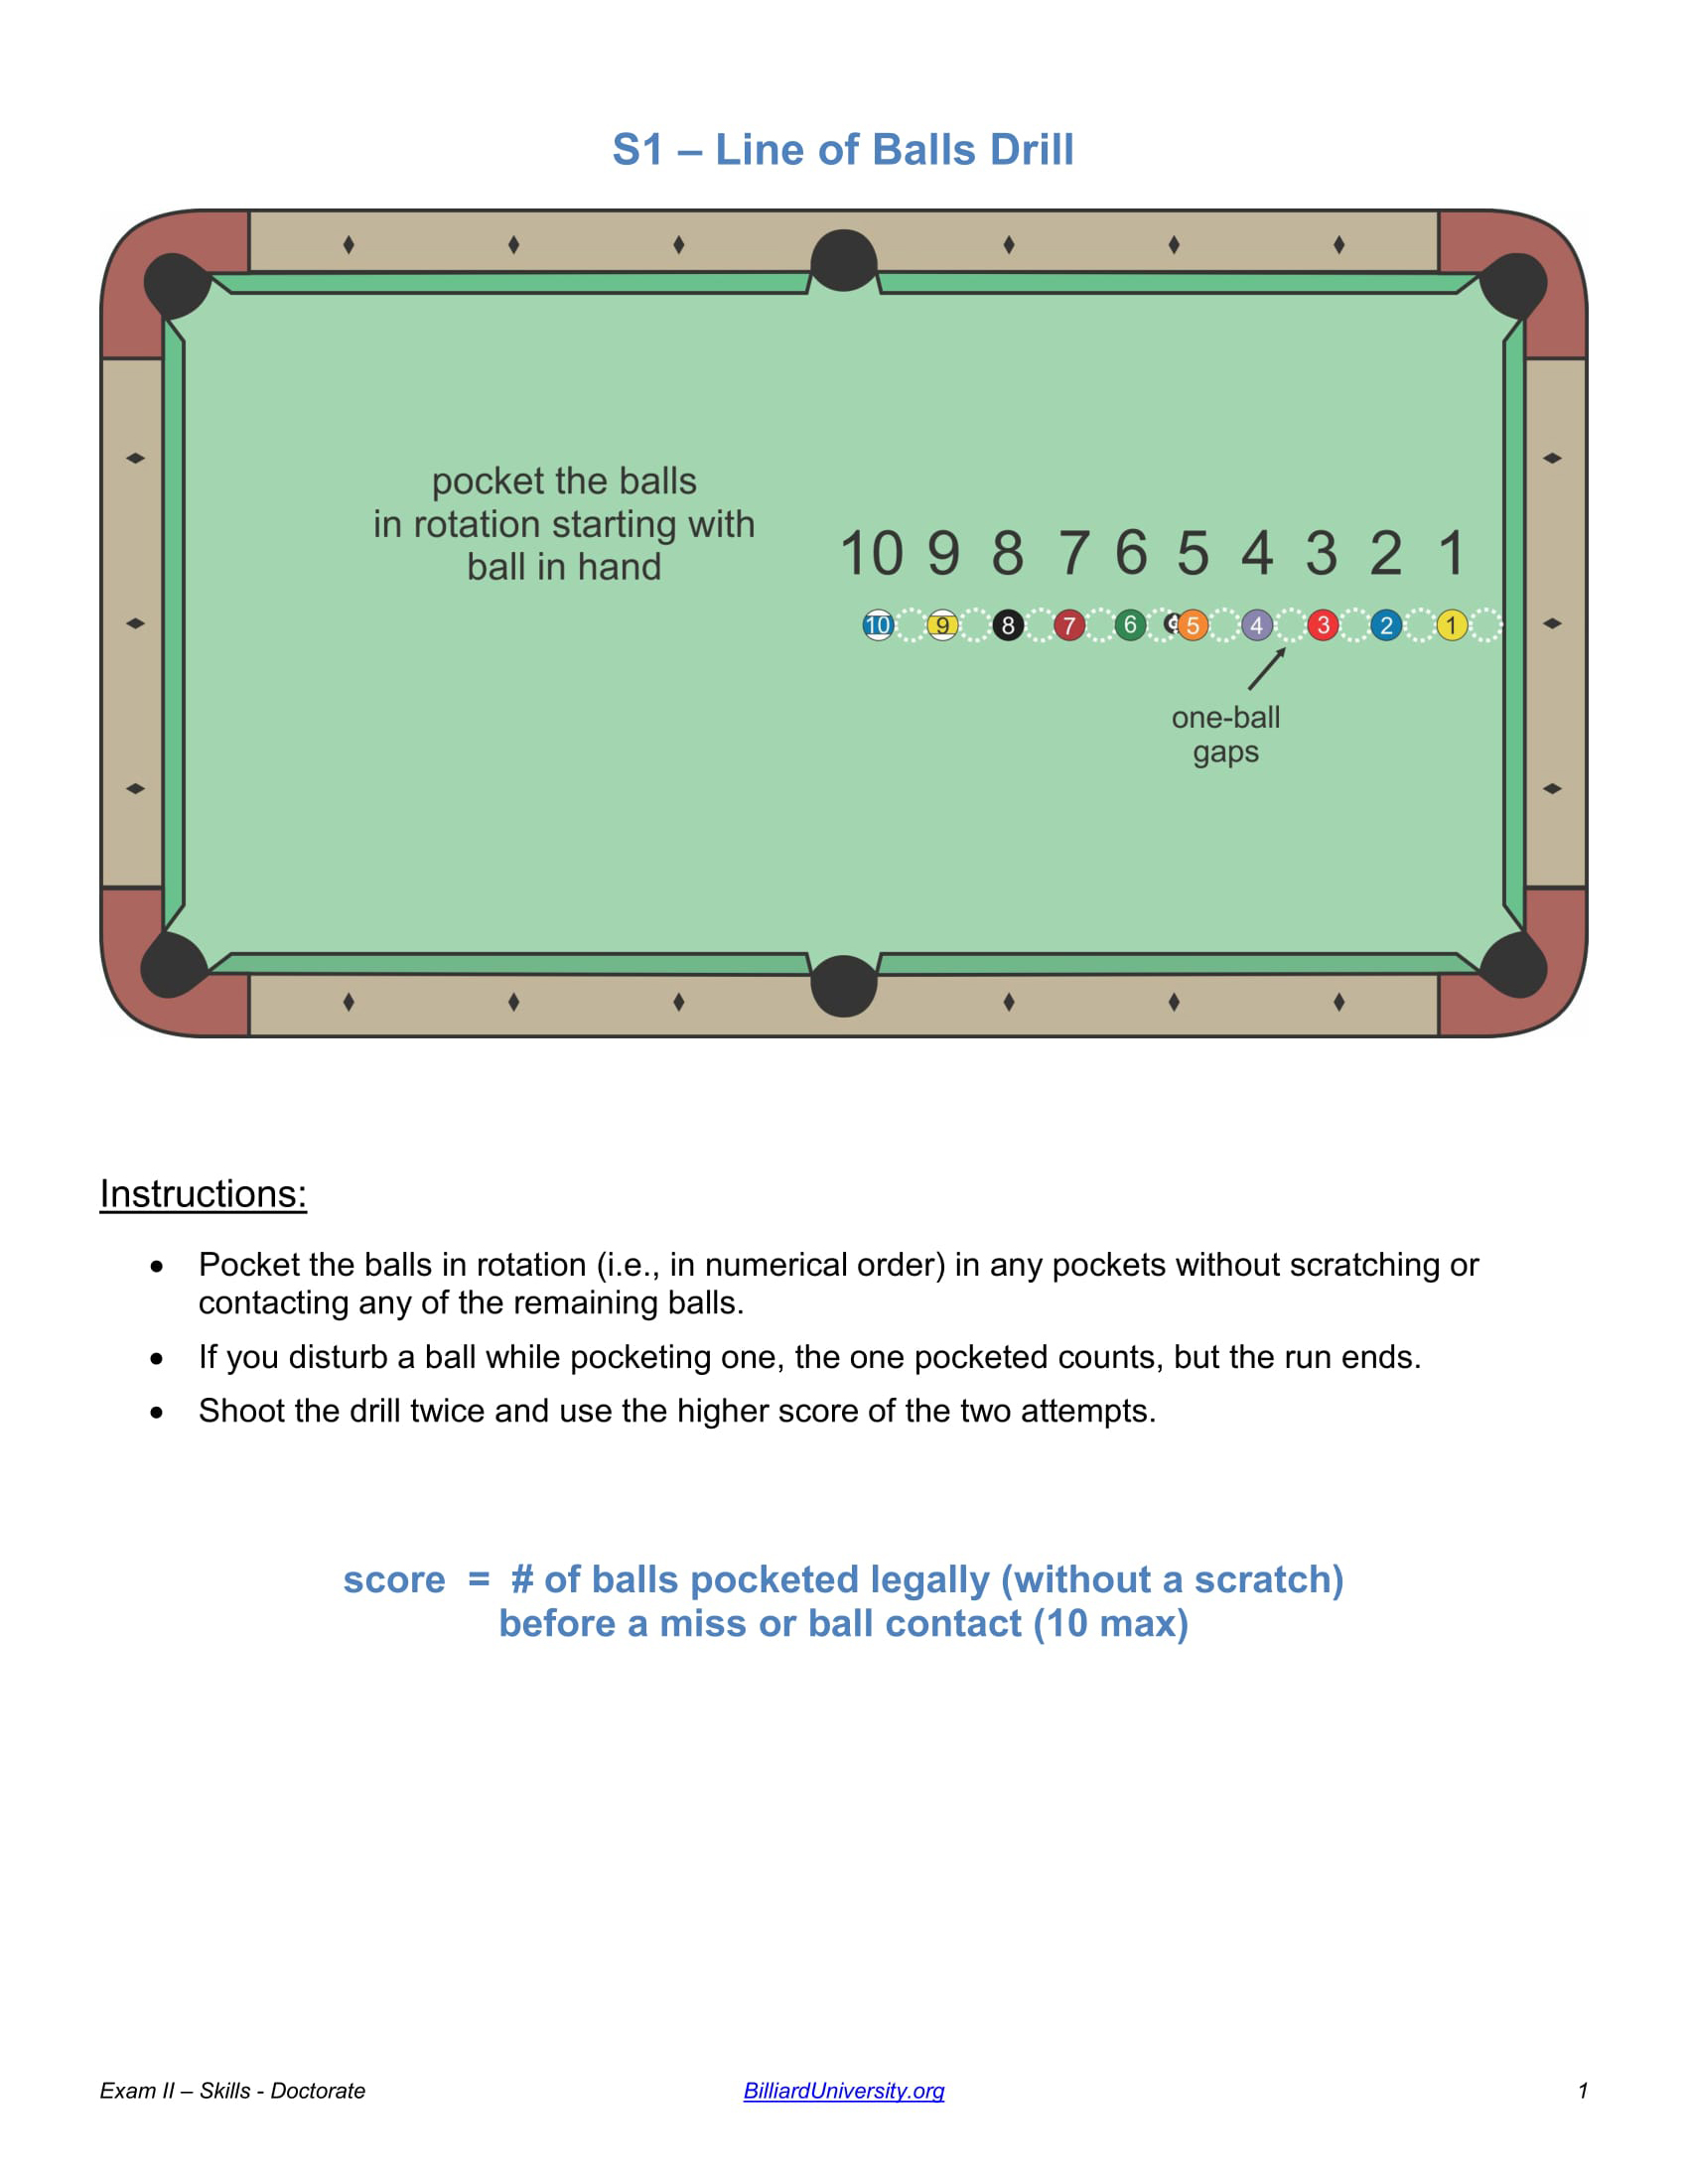 S1 – Line of Balls Drill
pocket the balls
in rotation starting with
ball in hand
10 9 8 7 6 5 4 3 2 1
10 9 8 7 6 5 4 3 2 1
one-ball
gaps
Instructions:
• Pocket the balls in rotation (i.e., in numerical order) in any pockets without scratching or
contacting any of the remaining balls.
• If you disturb a ball while pocketing one, the one pocketed counts, but the run ends.
• Shoot the drill twice and use the higher score of the two attempts.
score = # of balls pocketed legally (without a scratch)
before a miss or ball contact (10 max)
Exam II – Skills - Doctorate BilliardUniversity.org 1